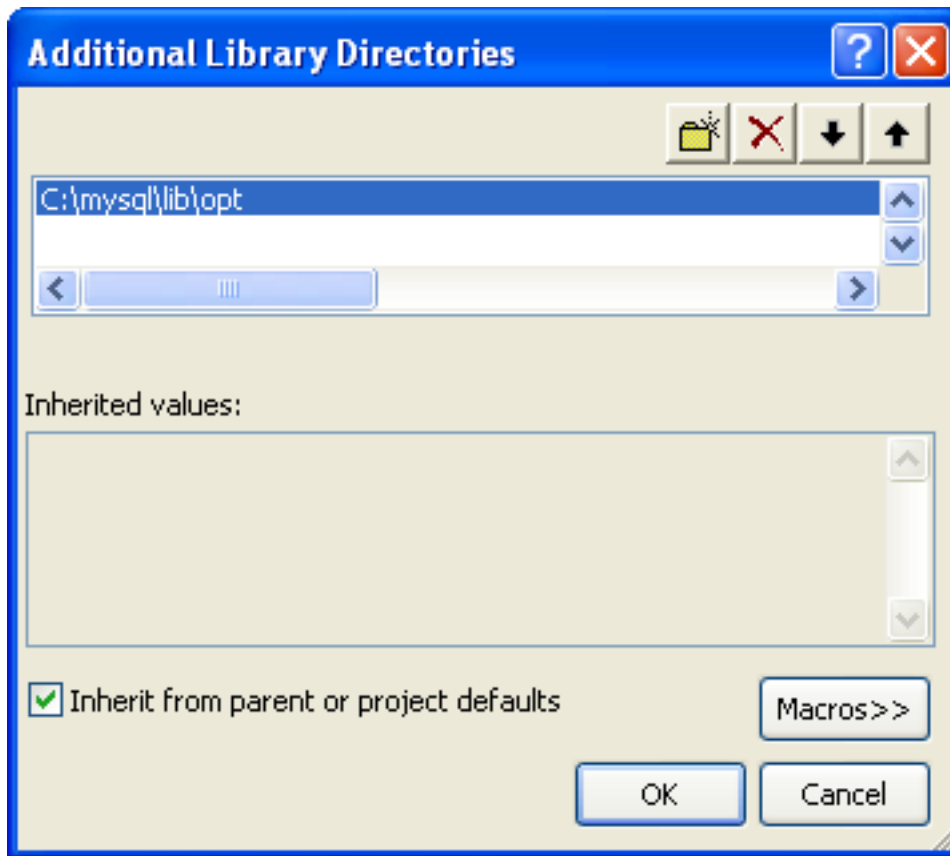 Additional Library Directories
C:\mysql\lib\opt
Inherited values:
Inherit from parent or project defaults
Macros>>
OK
Cancel